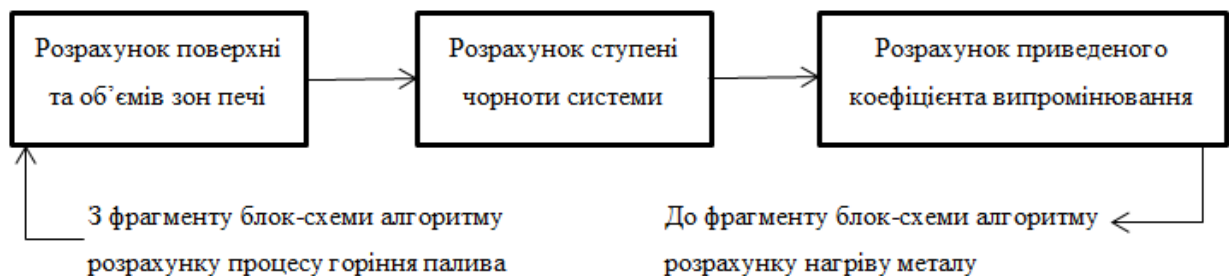 Розрахунок поверхні
та об’ємів зон печі
Розрахунок ступені
чорноти системи
Розрахунок приведеного
коефіцієнта випромінювання
З фрагменту блок-схеми алгоритму
розрахунку процесу горіння палива
До фрагменту блок-схеми алгоритму
розрахунку нагріву металу